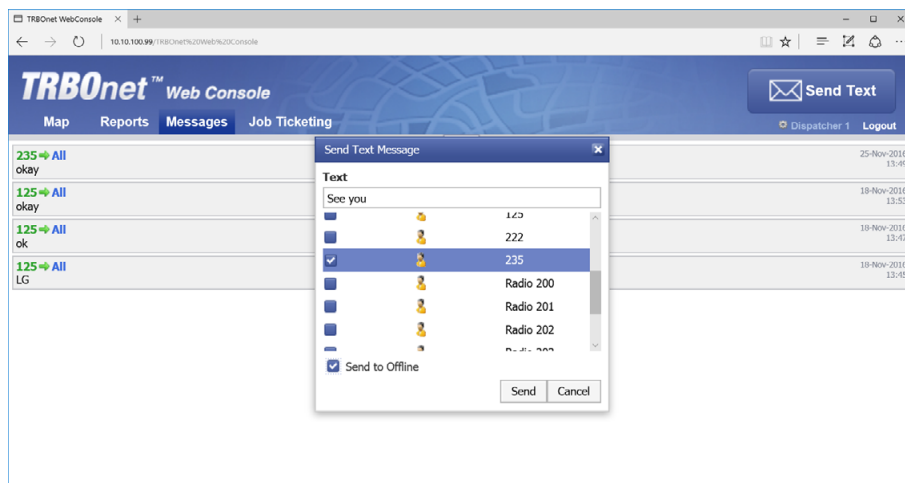 TRBOnet WebConsole
10.10.100.99/TRBOnet%20Web%20Console
TRBOnet™ Web Console
Send Text
Map Reports Messages Job Ticketing
Dispatcher 1 Logout
Send Text Message
235 All
25-Nov-2016
13:49
okay
Text
See you
125 All
18-Nov-2016
13:53
okay
125
222
125 All
18-Nov-2016
13:47
ok
235
125 All
18-Nov-2016
13:45
LG
Radio 200
Radio 201
Radio 202
Send to Offline
Send Cancel